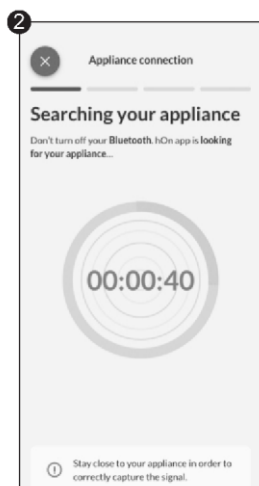 2
Appliance connection
Searching your appliance
Don't turn off your Bluetooth. hOn app is looking
for your appliance...
00:00:40
Stay close to your appliance in order to
correctly capture the signal.